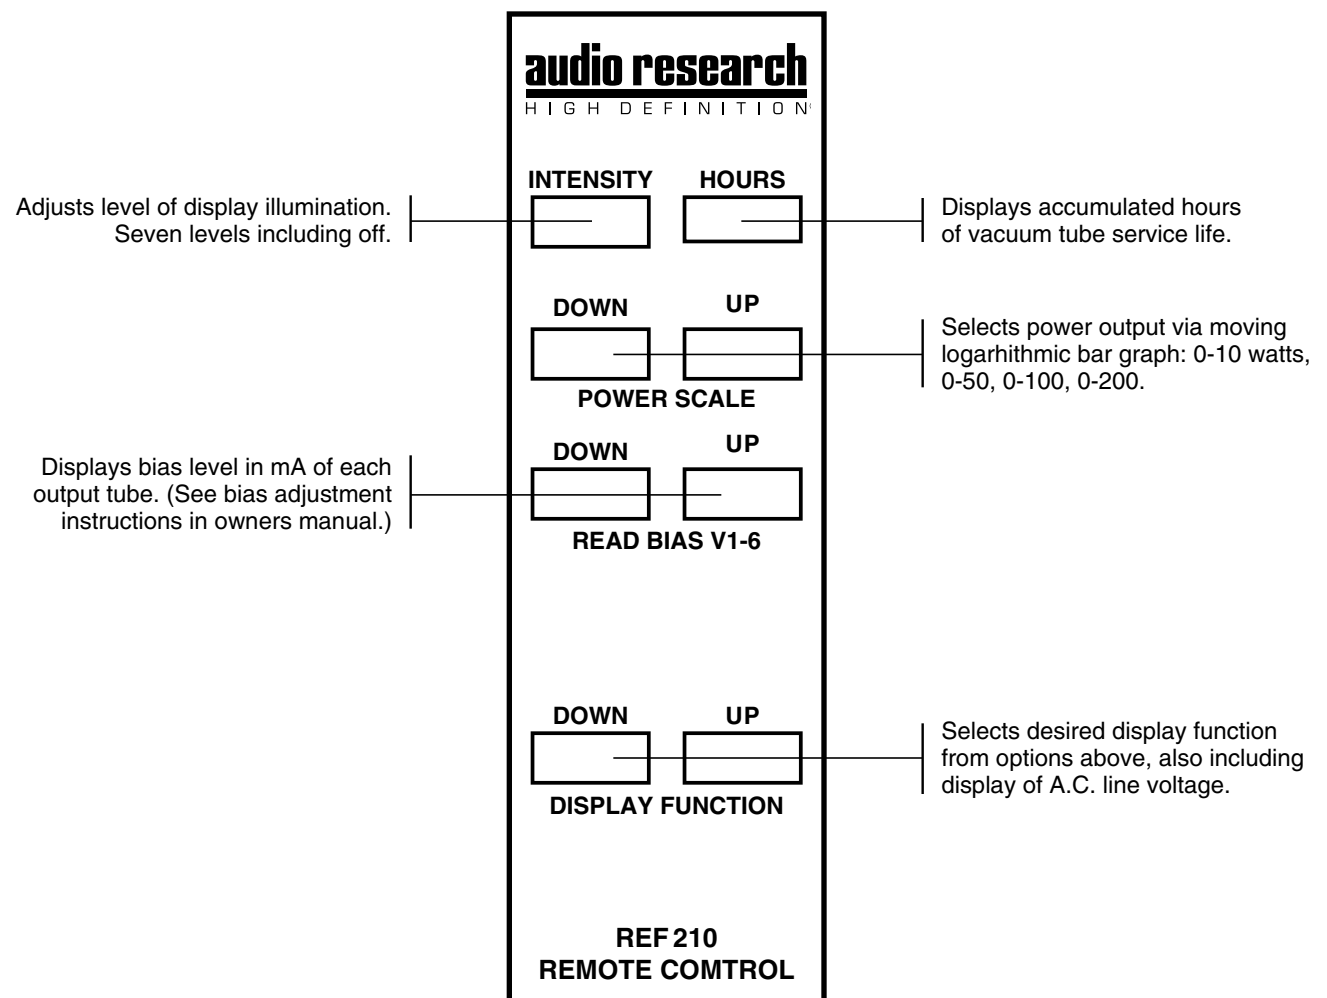 audio research
HIGH DEFINITION
INTENSITY HOURS
Adjusts level of display illumination.
Seven levels including off.
Displays accumulated hours
of vacuum tube service life.
DOWN UP
POWER SCALE
Selects power output via moving
logarhithmic bar graph: 0-10 watts,
0-50, 0-100, 0-200.
DOWN UP
READ BIAS V1-6
Displays bias level in mA of each
output tube. (See bias adjustment
instructions in owners manual.)
DOWN UP
DISPLAY FUNCTION
Selects desired display function
from options above, also including
display of A.C. line voltage.
REF 210
REMOTE COMTROL